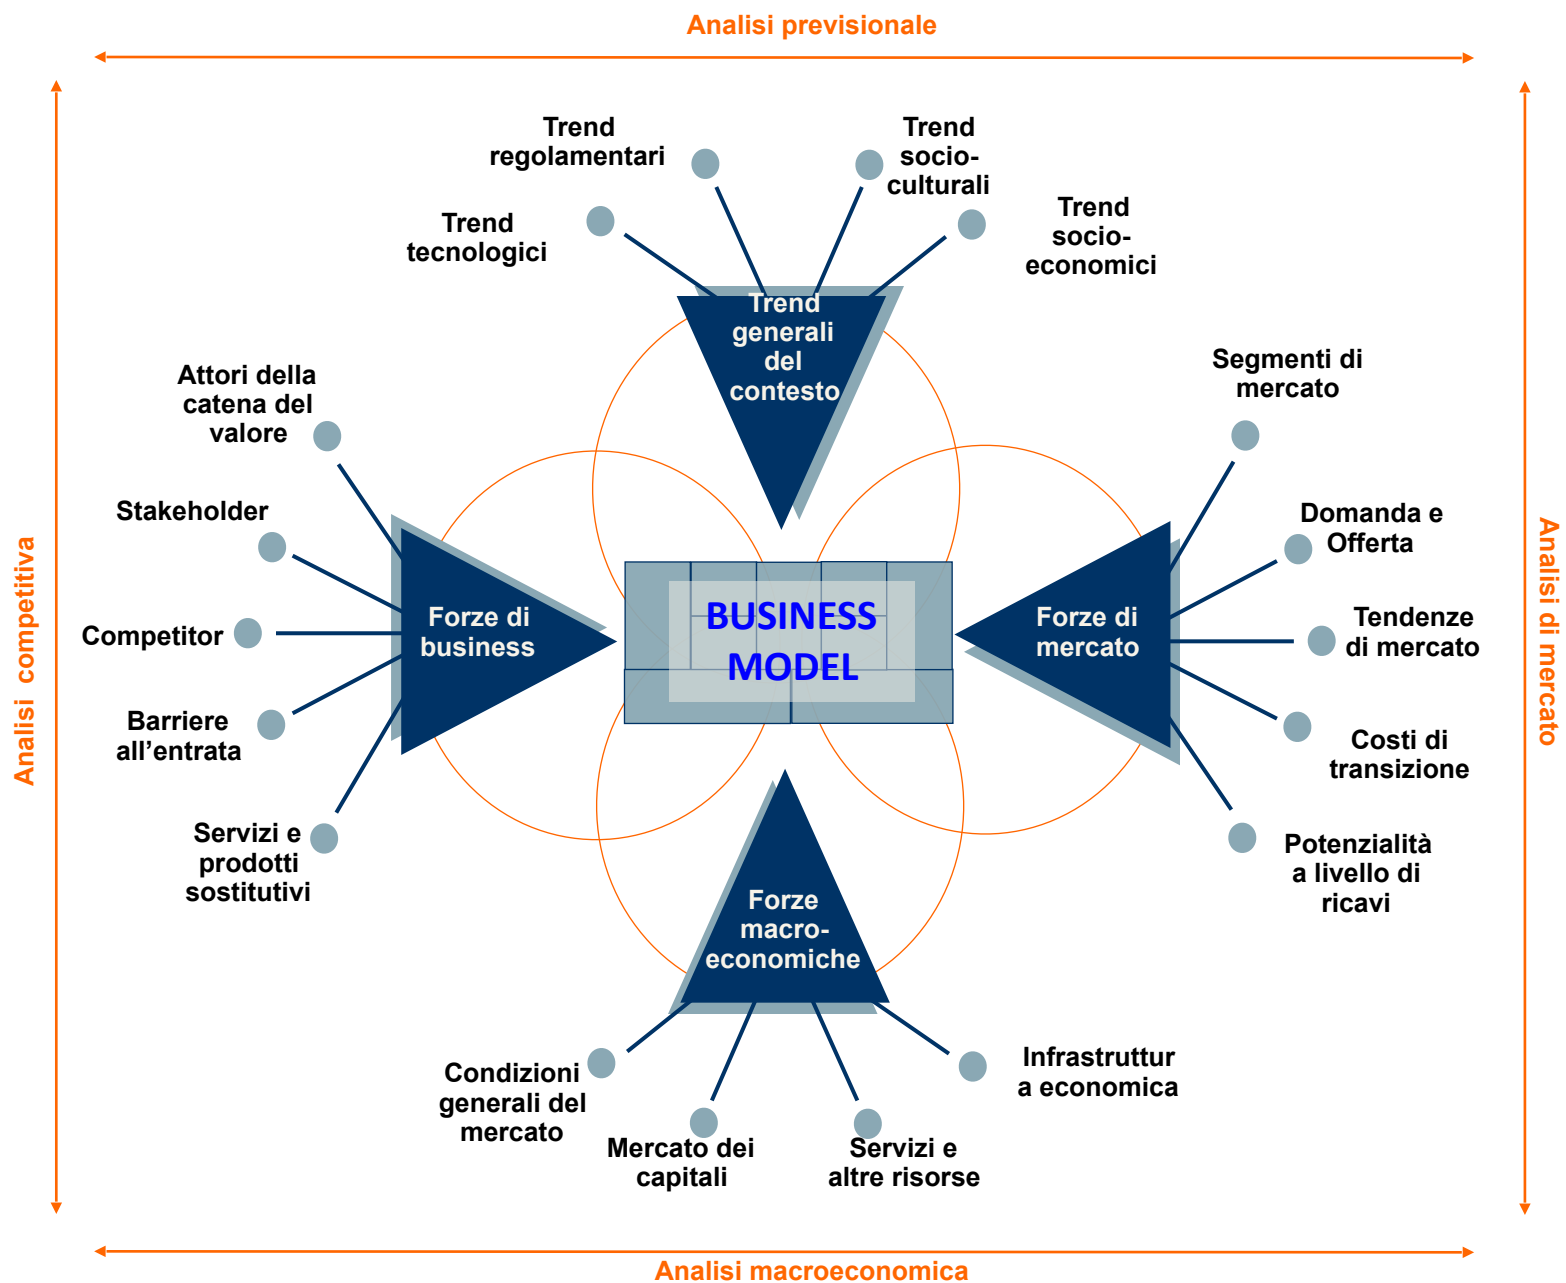 Analisi previsionale
Trend
regolamentari
Trend
socio-
culturali
Trend
tecnologici
Trend
socio-
economici
Trend
generali
del
contesto
Attori della
catena del
valore
Stakeholder
Competitor
Barriere
all’entrata
Servizi e
prodotti
sostitutivi
Analisi competitiva
Forze di
business
BUSINESS
MODEL
Forze di
mercato
Segmenti di
mercato
Domanda e
Offerta
Tendenze
di mercato
Costi di
transizione
Potenzialità
a livello di
ricavi
Analisi di mercato
Forze
macro-
economiche
Condizioni
generali del
mercato
Mercato dei
capitali
Servizi e
altre risorse
Infrastruttur
a economica
Analisi macroeconomica